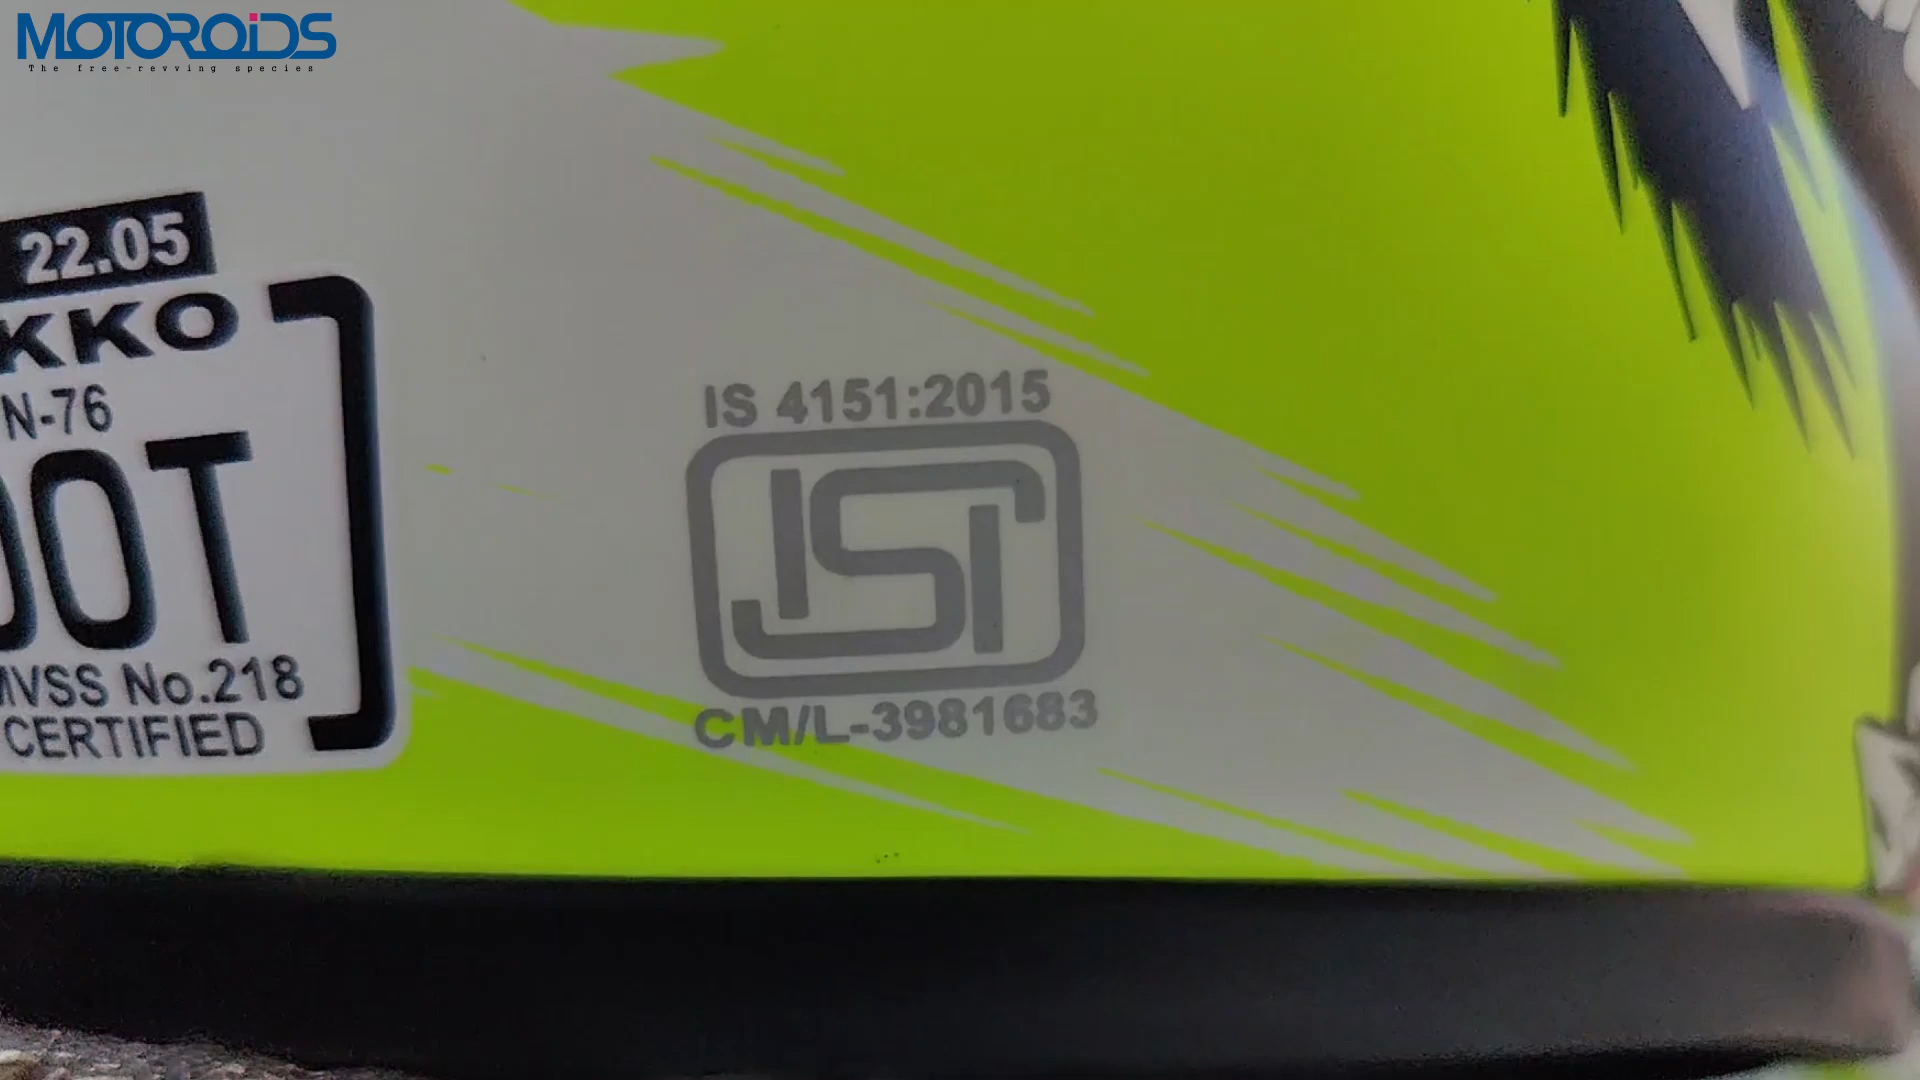 MOTOROIDS
The free-revving species
22.05
KKO
N-76
DOT
MVSS No.218
CERTIFIED
IS 4151:2015
ISI
CM/L-3981683